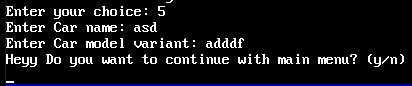 Enter your choice: 5
Enter Car name: asd
Enter Car model variant: adddf
Heyy Do you want to continue with main menu? (y/n)